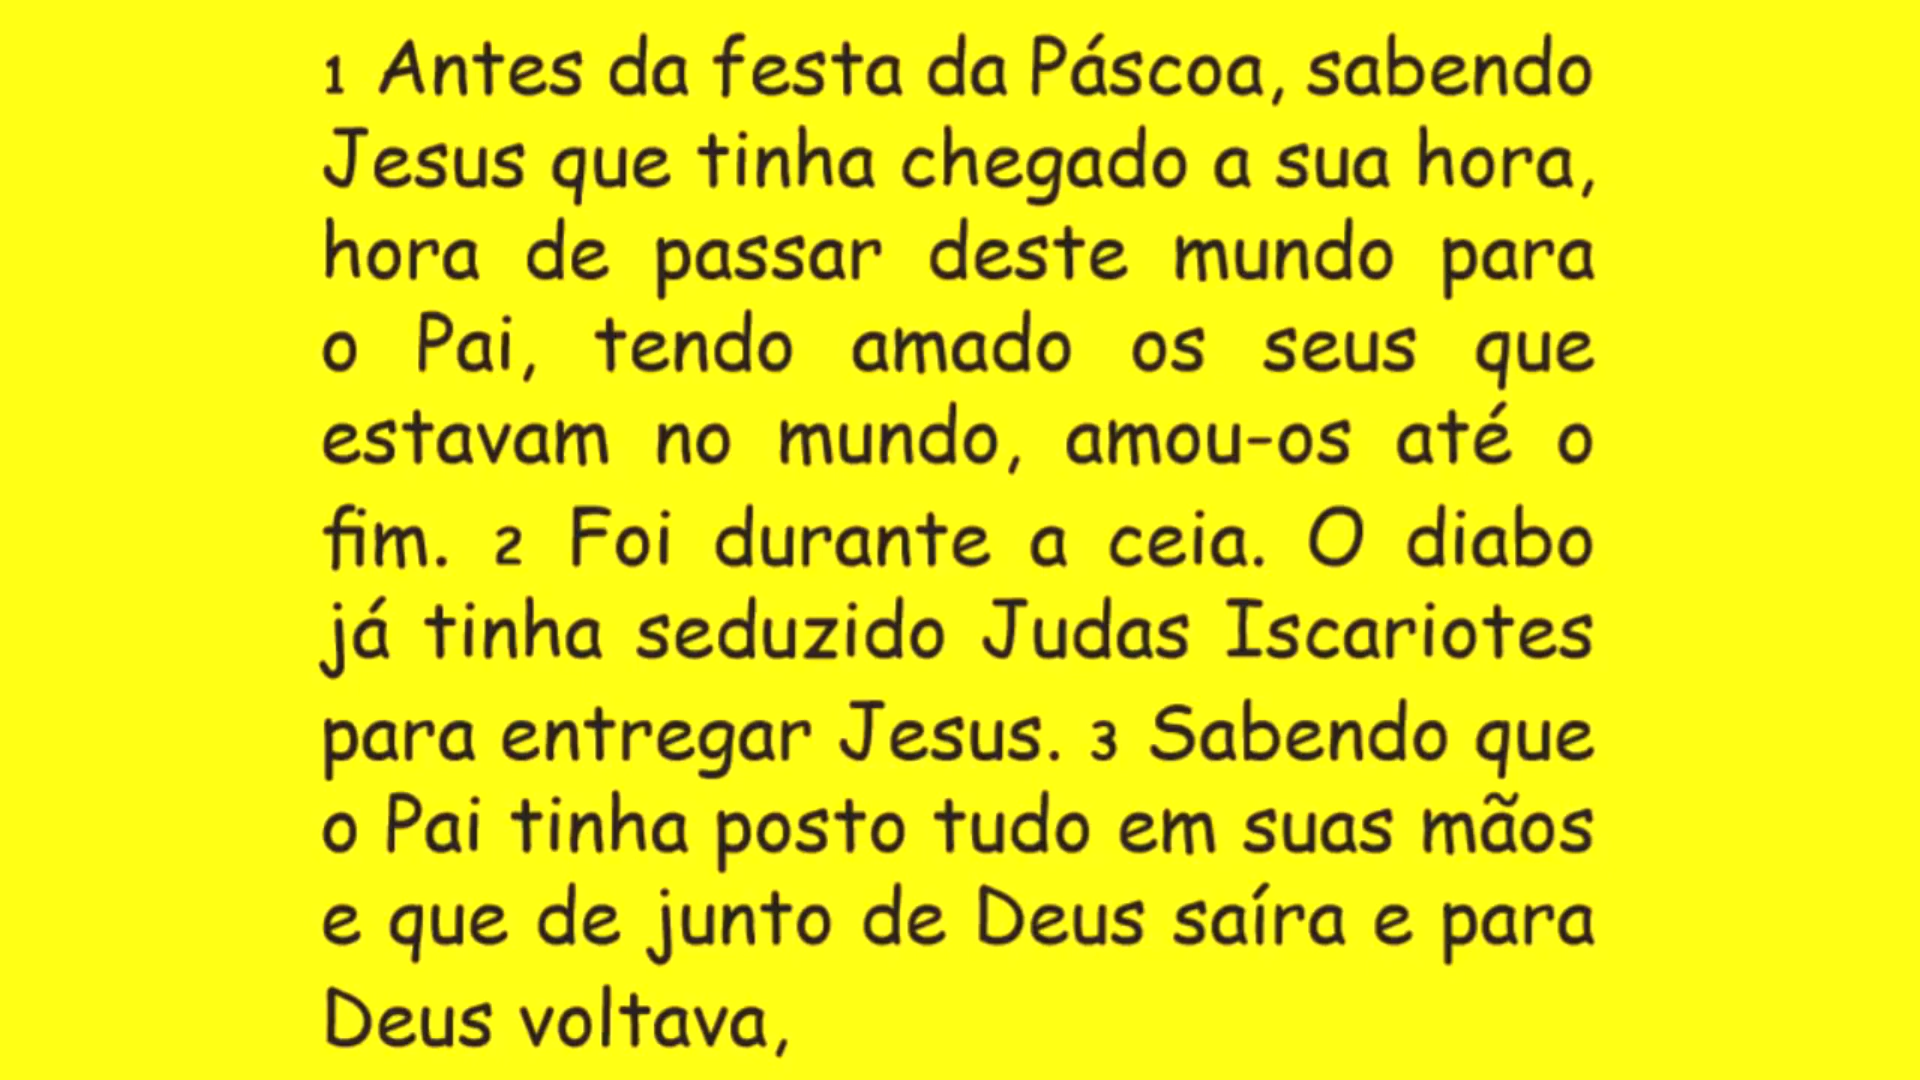 1 Antes da festa da Páscoa, sabendo
Jesus que tinha chegado a sua hora,
hora de passar deste mundo para
o Pai, tendo amado os seus que
estavam no mundo, amou-os até o
fim. 2 Foi durante a ceia. O diabo
já tinha seduzido Judas Iscariotes
para entregar Jesus. 3 Sabendo que
o Pai tinha posto tudo em suas mãos
e que de junto de Deus saíra e para
Deus voltava,